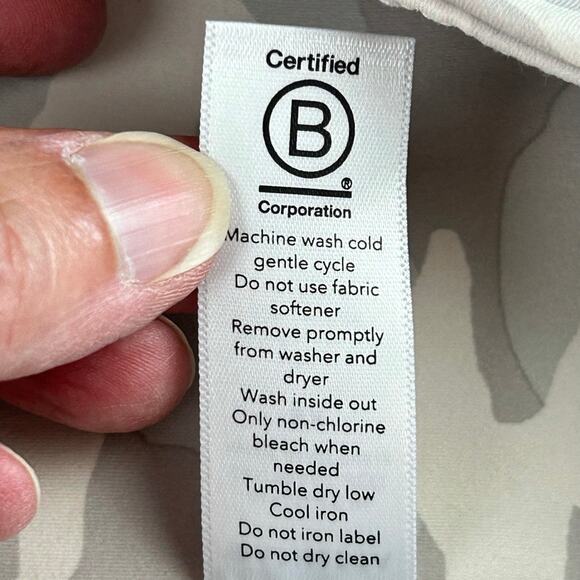 Certified
B
®
Corporation
Machine wash cold
gentle cycle
Do not use fabric
softener
Remove promptly
from washer and
dryer
Wash inside out
Only non-chlorine
bleach when
needed
Tumble dry low
Cool iron
Do not iron label
Do not dry clean